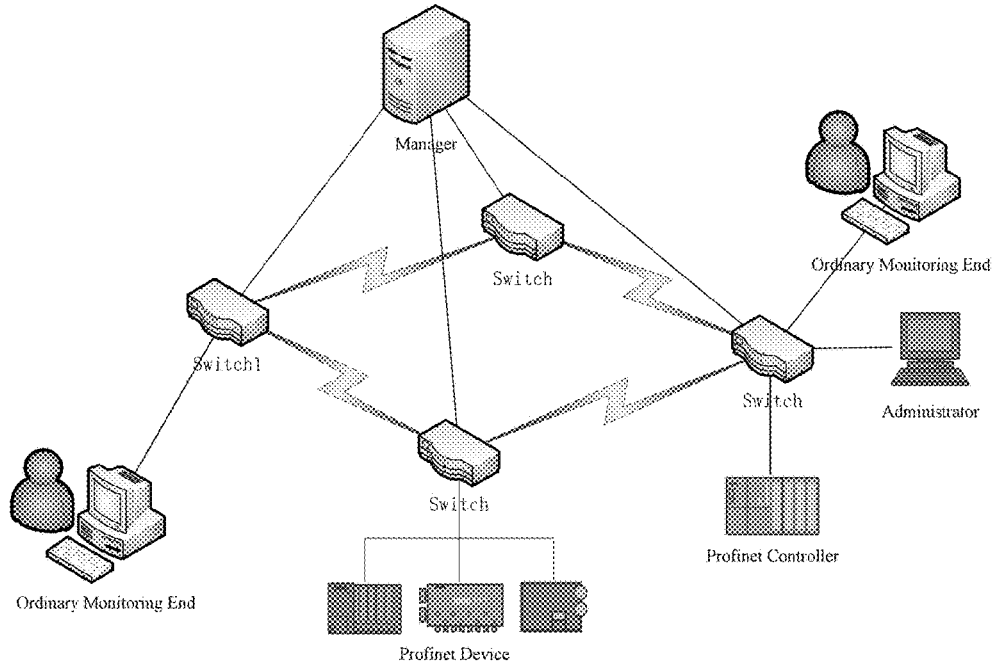 Manager
Ordinary Monitoring End
Switch
Switch1
Switch
Administrator
Switch
Profinet Controller
Ordinary Monitoring End
Profinet Device